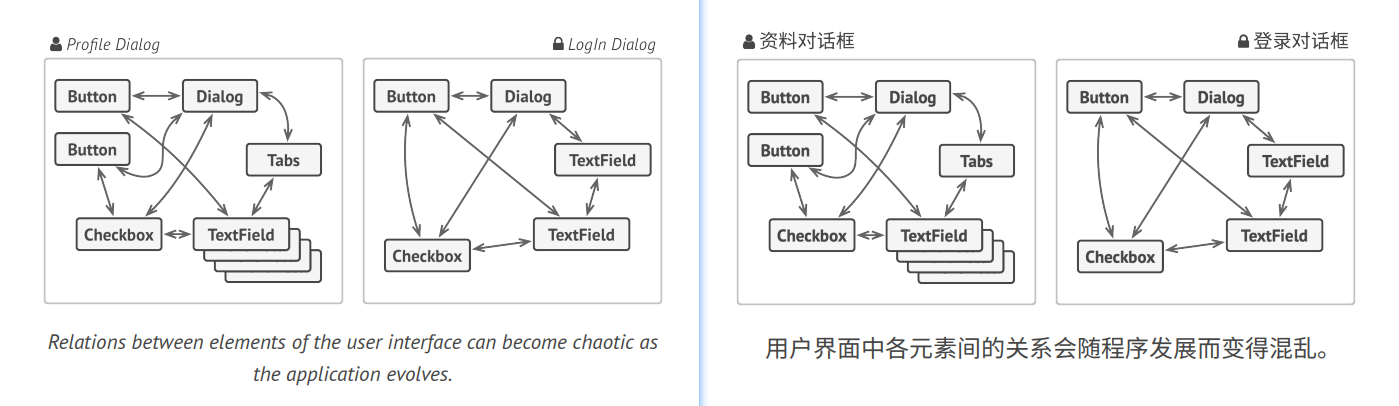 Profile Dialog
LogIn Dialog
Button
Dialog
Button
Tabs
Checkbox
TextField
Button
Dialog
TextField
TextField
Checkbox
Relations between elements of the user interface can become chaotic as
the application evolves.
资料对话框
登录对话框
Button
Dialog
Button
Tabs
Checkbox
TextField
Button
Dialog
TextField
TextField
Checkbox
用户界面中各元素间的关系会随程序发展而变得混乱。